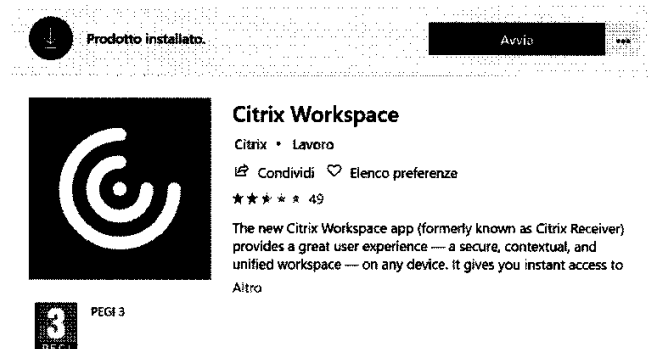 Prodotto installato.
Avvia
Citrix Workspace
Citrix • Lavoro
Condividi Elenco preferenze
49
The new Citrix Workspace app (formerly known as Citrix Receiver)
provides a great user experience — a secure, contextual, and
unified workspace — on any device. It gives you instant access to
Altro
3 PEGI 3
PEGI